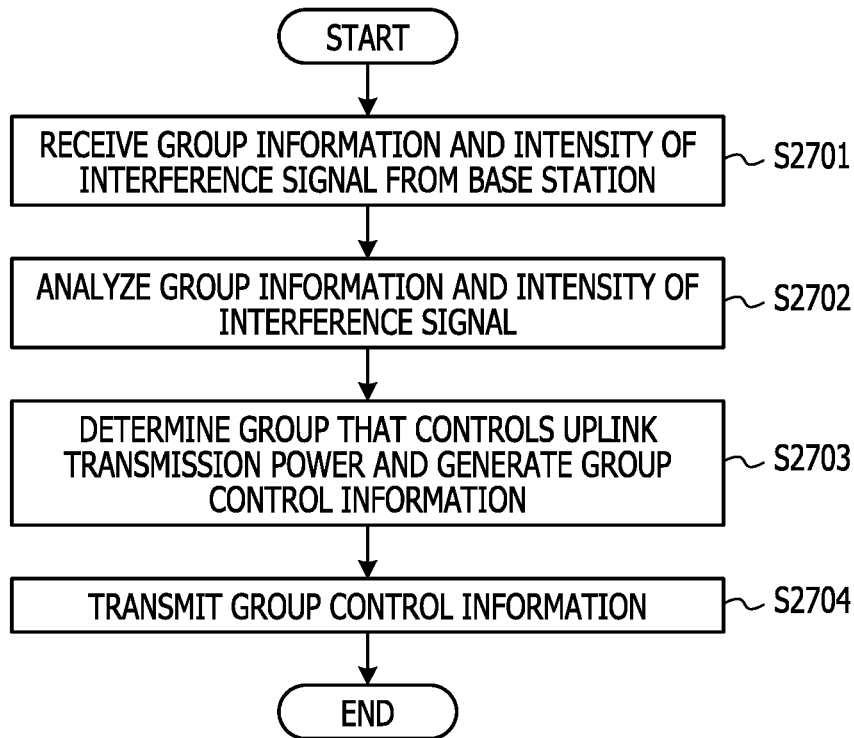 START
RECEIVE GROUP INFORMATION AND INTENSITY OF
INTERFERENCE SIGNAL FROM BASE STATION
S2701
ANALYZE GROUP INFORMATION AND INTENSITY OF
INTERFERENCE SIGNAL
S2702
DETERMINE GROUP THAT CONTROLS UPLINK
TRANSMISSION POWER AND GENERATE GROUP
CONTROL INFORMATION
S2703
TRANSMIT GROUP CONTROL INFORMATION
S2704
END